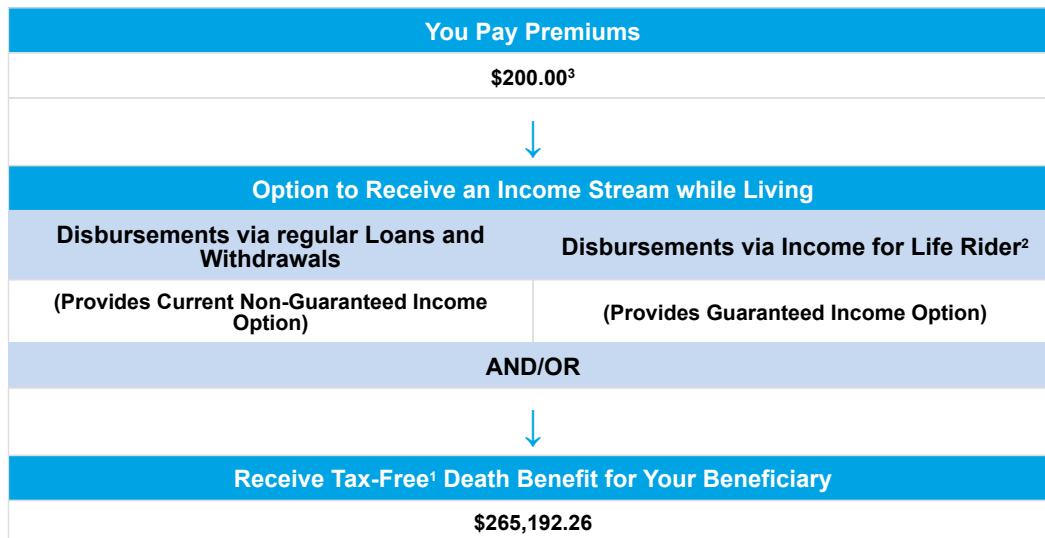 You Pay Premiums
$200.00³
↓
Option to Receive an Income Stream while Living
Disbursements via regular Loans and
Withdrawals
Disbursements via Income for Life Rider²
(Provides Current Non-Guaranteed Income
Option)
(Provides Guaranteed Income Option)
AND/OR
↓
Receive Tax-Free¹ Death Benefit for Your Beneficiary
$265,192.26